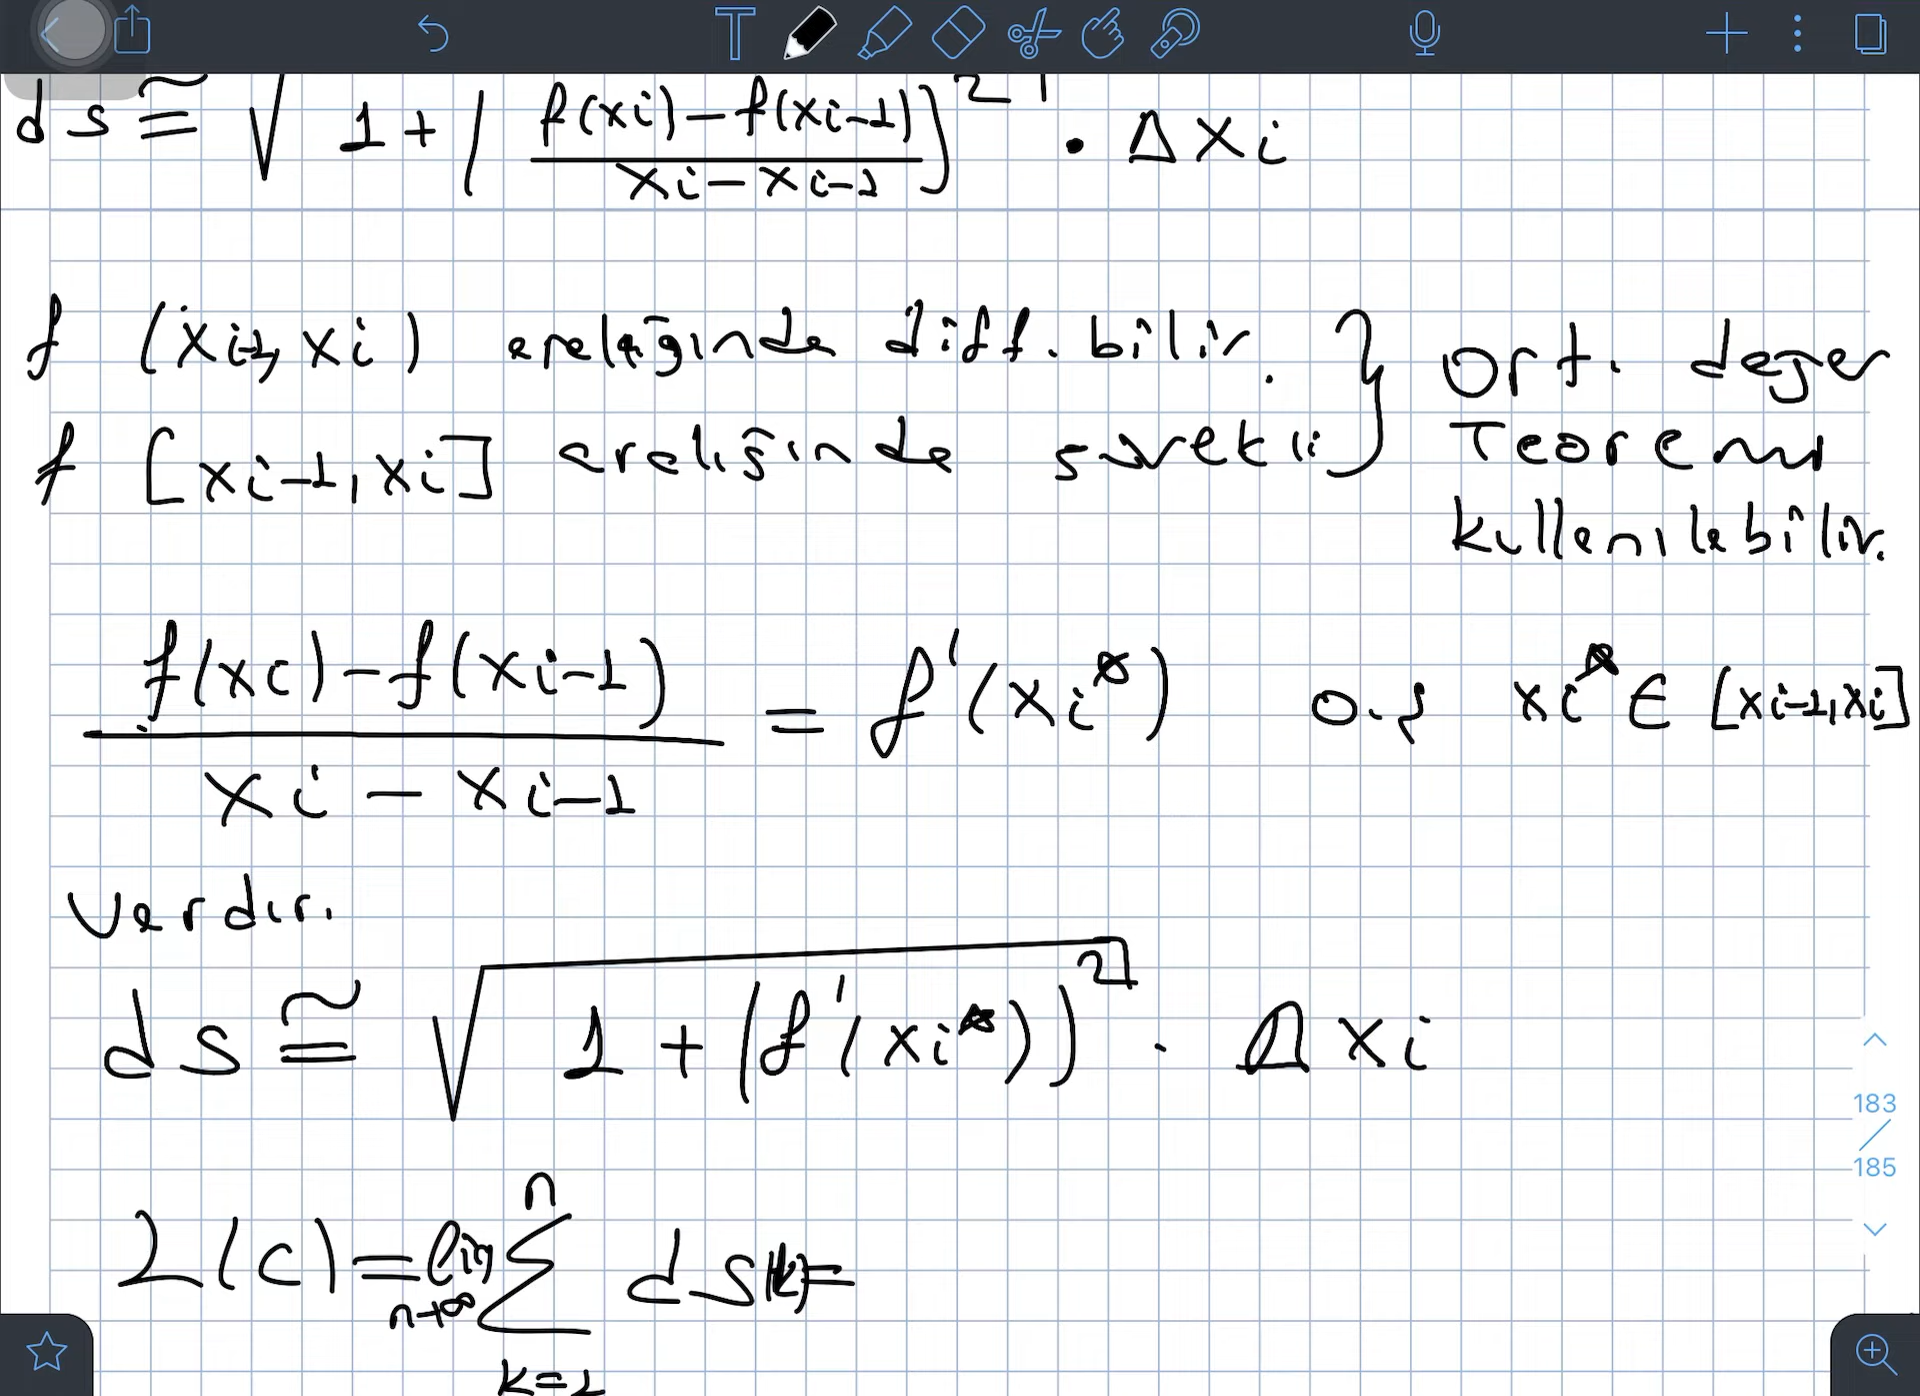 ds ≅ √ 1 + ( f(xi) - f(xi-1) / xi - xi-1 )² · Δxi
f (xi-1, xi) aralığında diff. bilir. } Ort. değer
f [xi-1, xi] aralığında sürekli } Teoremi
kullanılabilir.
f(xi) - f(xi-1) / xi - xi-1 = f'(xi*) o.ş xi* ∈ [xi-1, xi]
vardır.
ds ≅ √ 1 + (f'(xi*))² · Δxi
L(c) = lim n→∞ Σ n k=1 ds(k) =
183
/
185